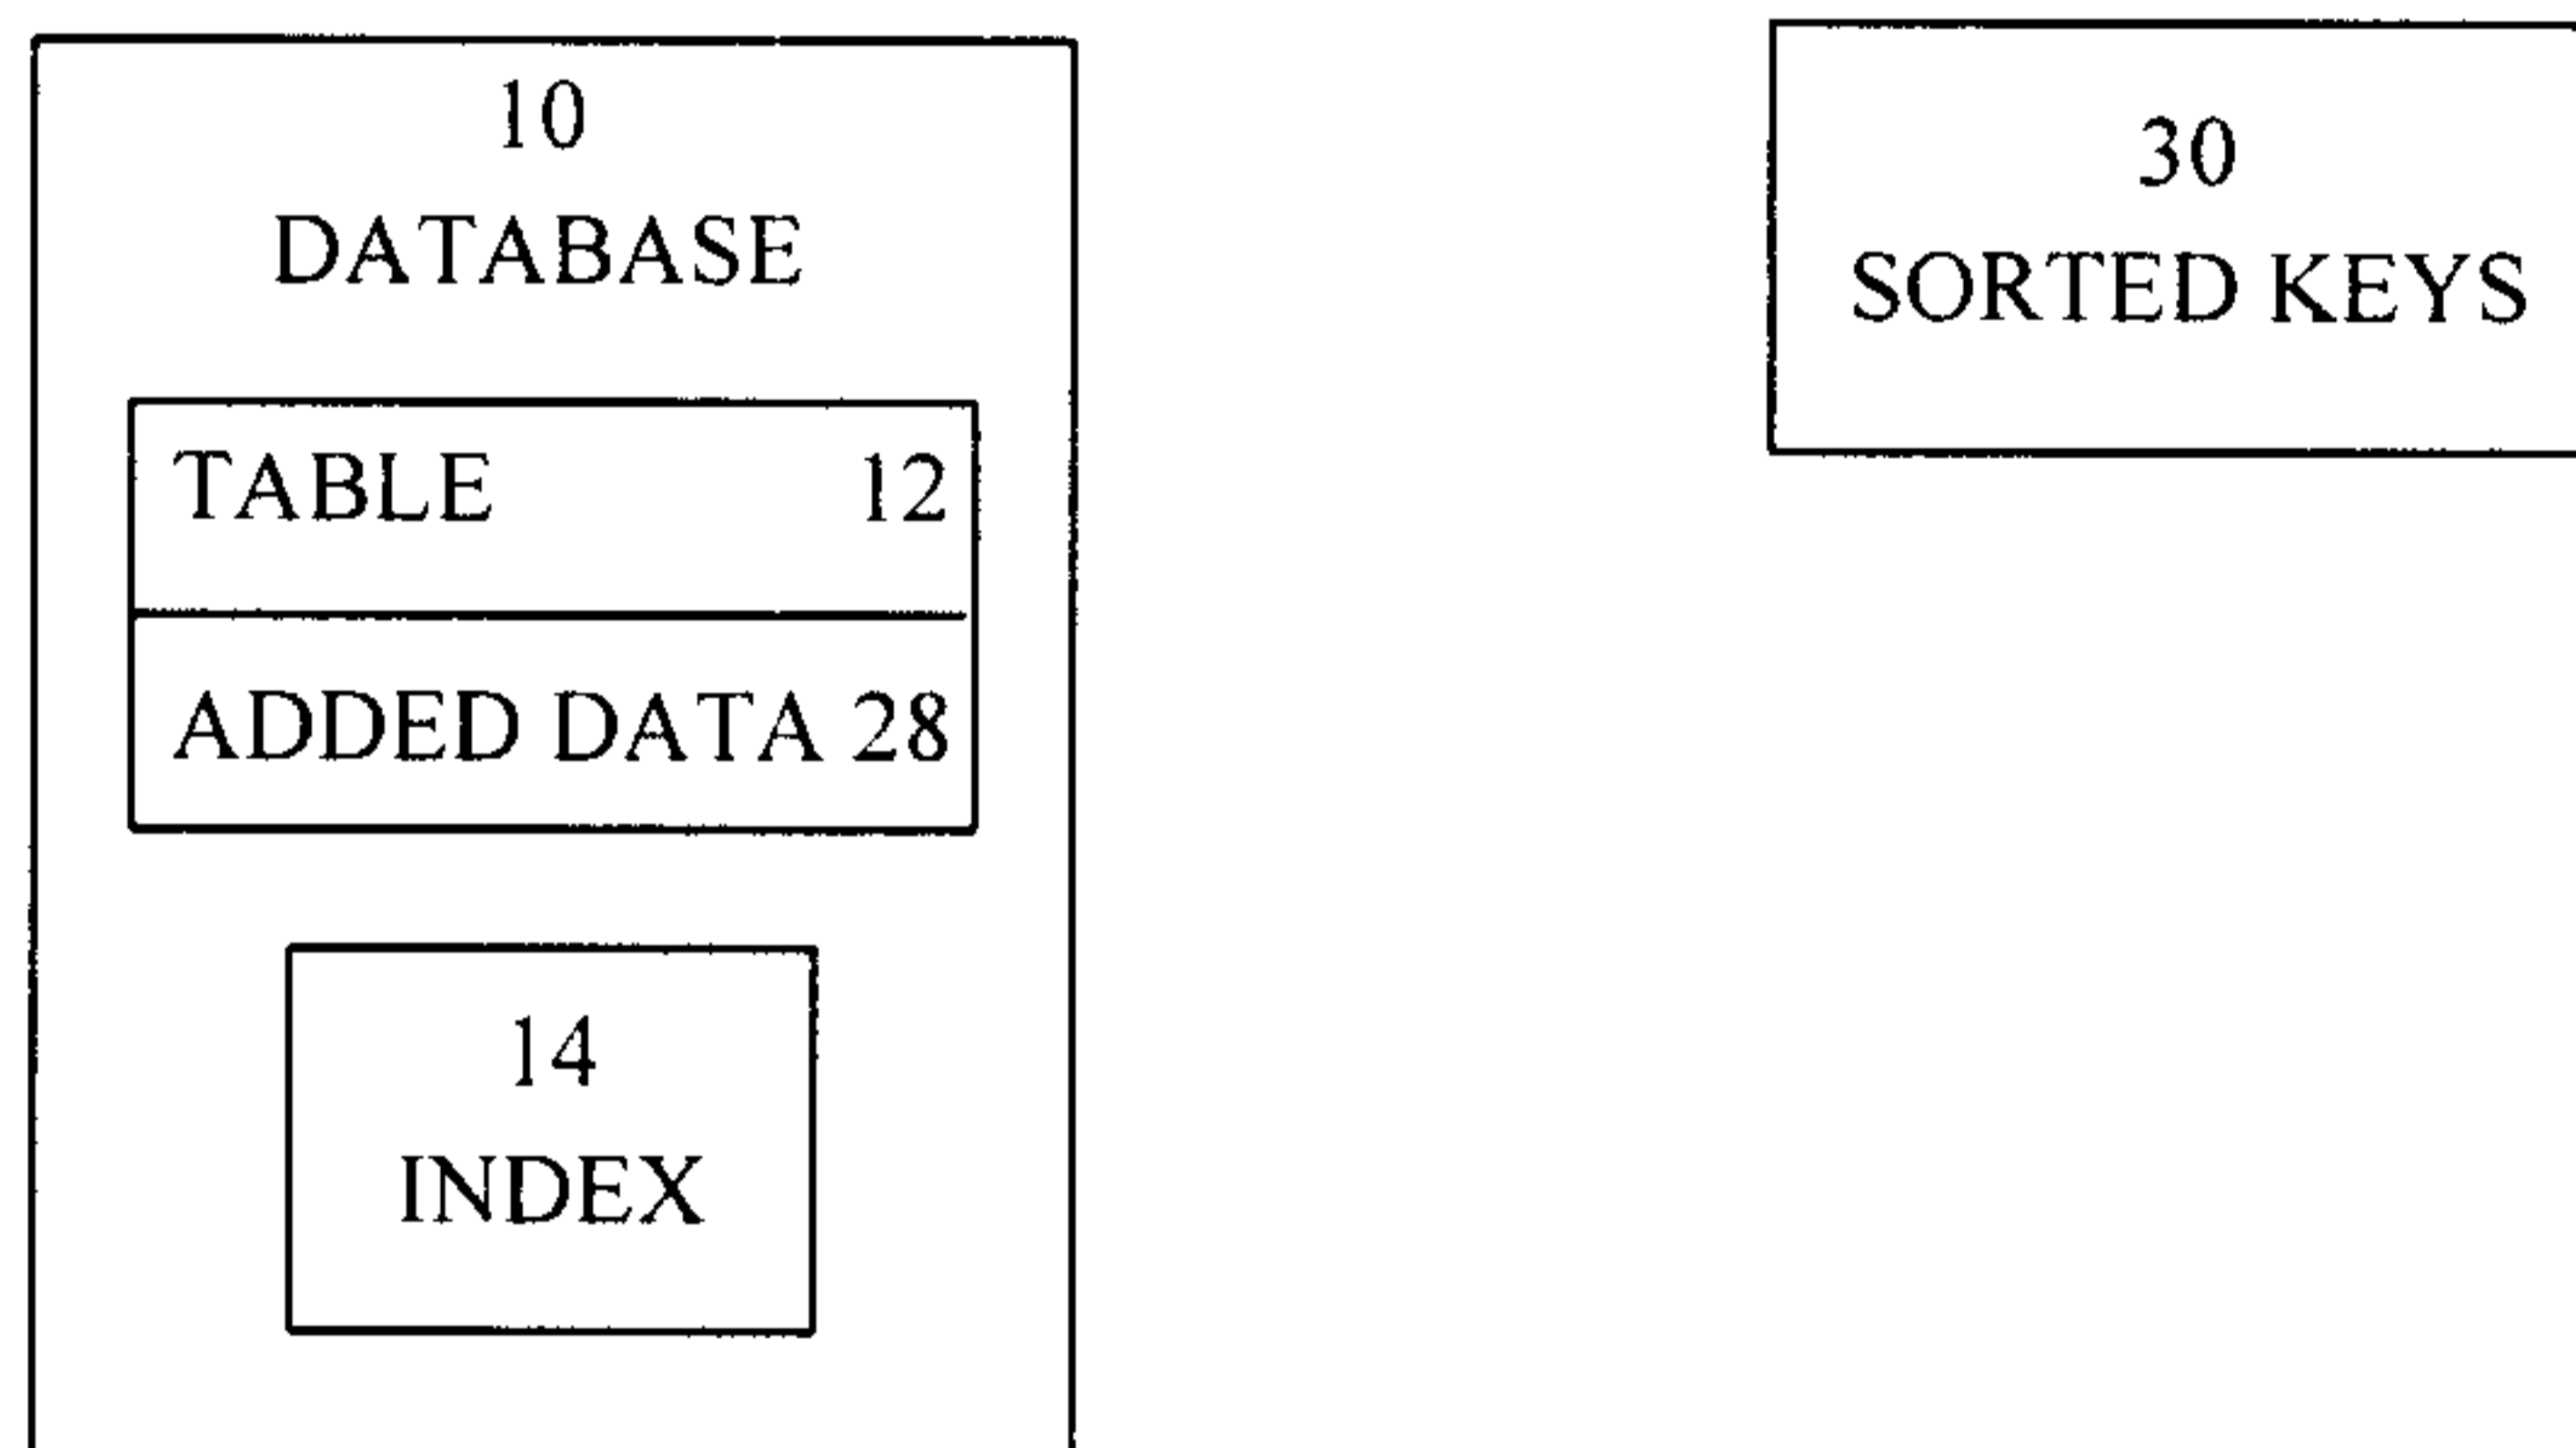 10
DATABASE
TABLE 12
ADDED DATA 28
14
INDEX
30
SORTED KEYS